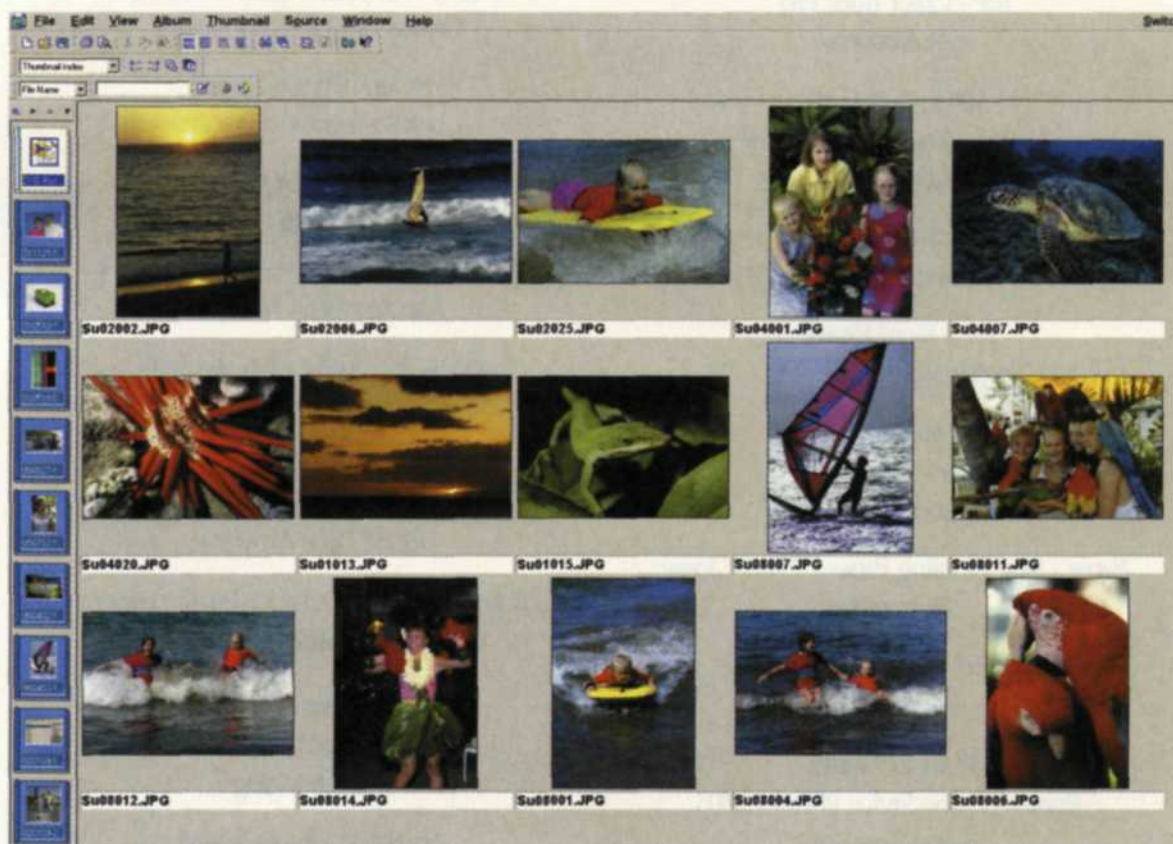 File Edit View Album Thumbnail Source Window Help
Thumbnail Index
File Name
Su02002.JPG Su02006.JPG Su02025.JPG Su04001.JPG Su04007.JPG
Su04020.JPG Su01013.JPG Su01015.JPG Su08007.JPG Su08011.JPG
Su08012.JPG Su08014.JPG Su08001.JPG Su08004.JPG Su08006.JPG